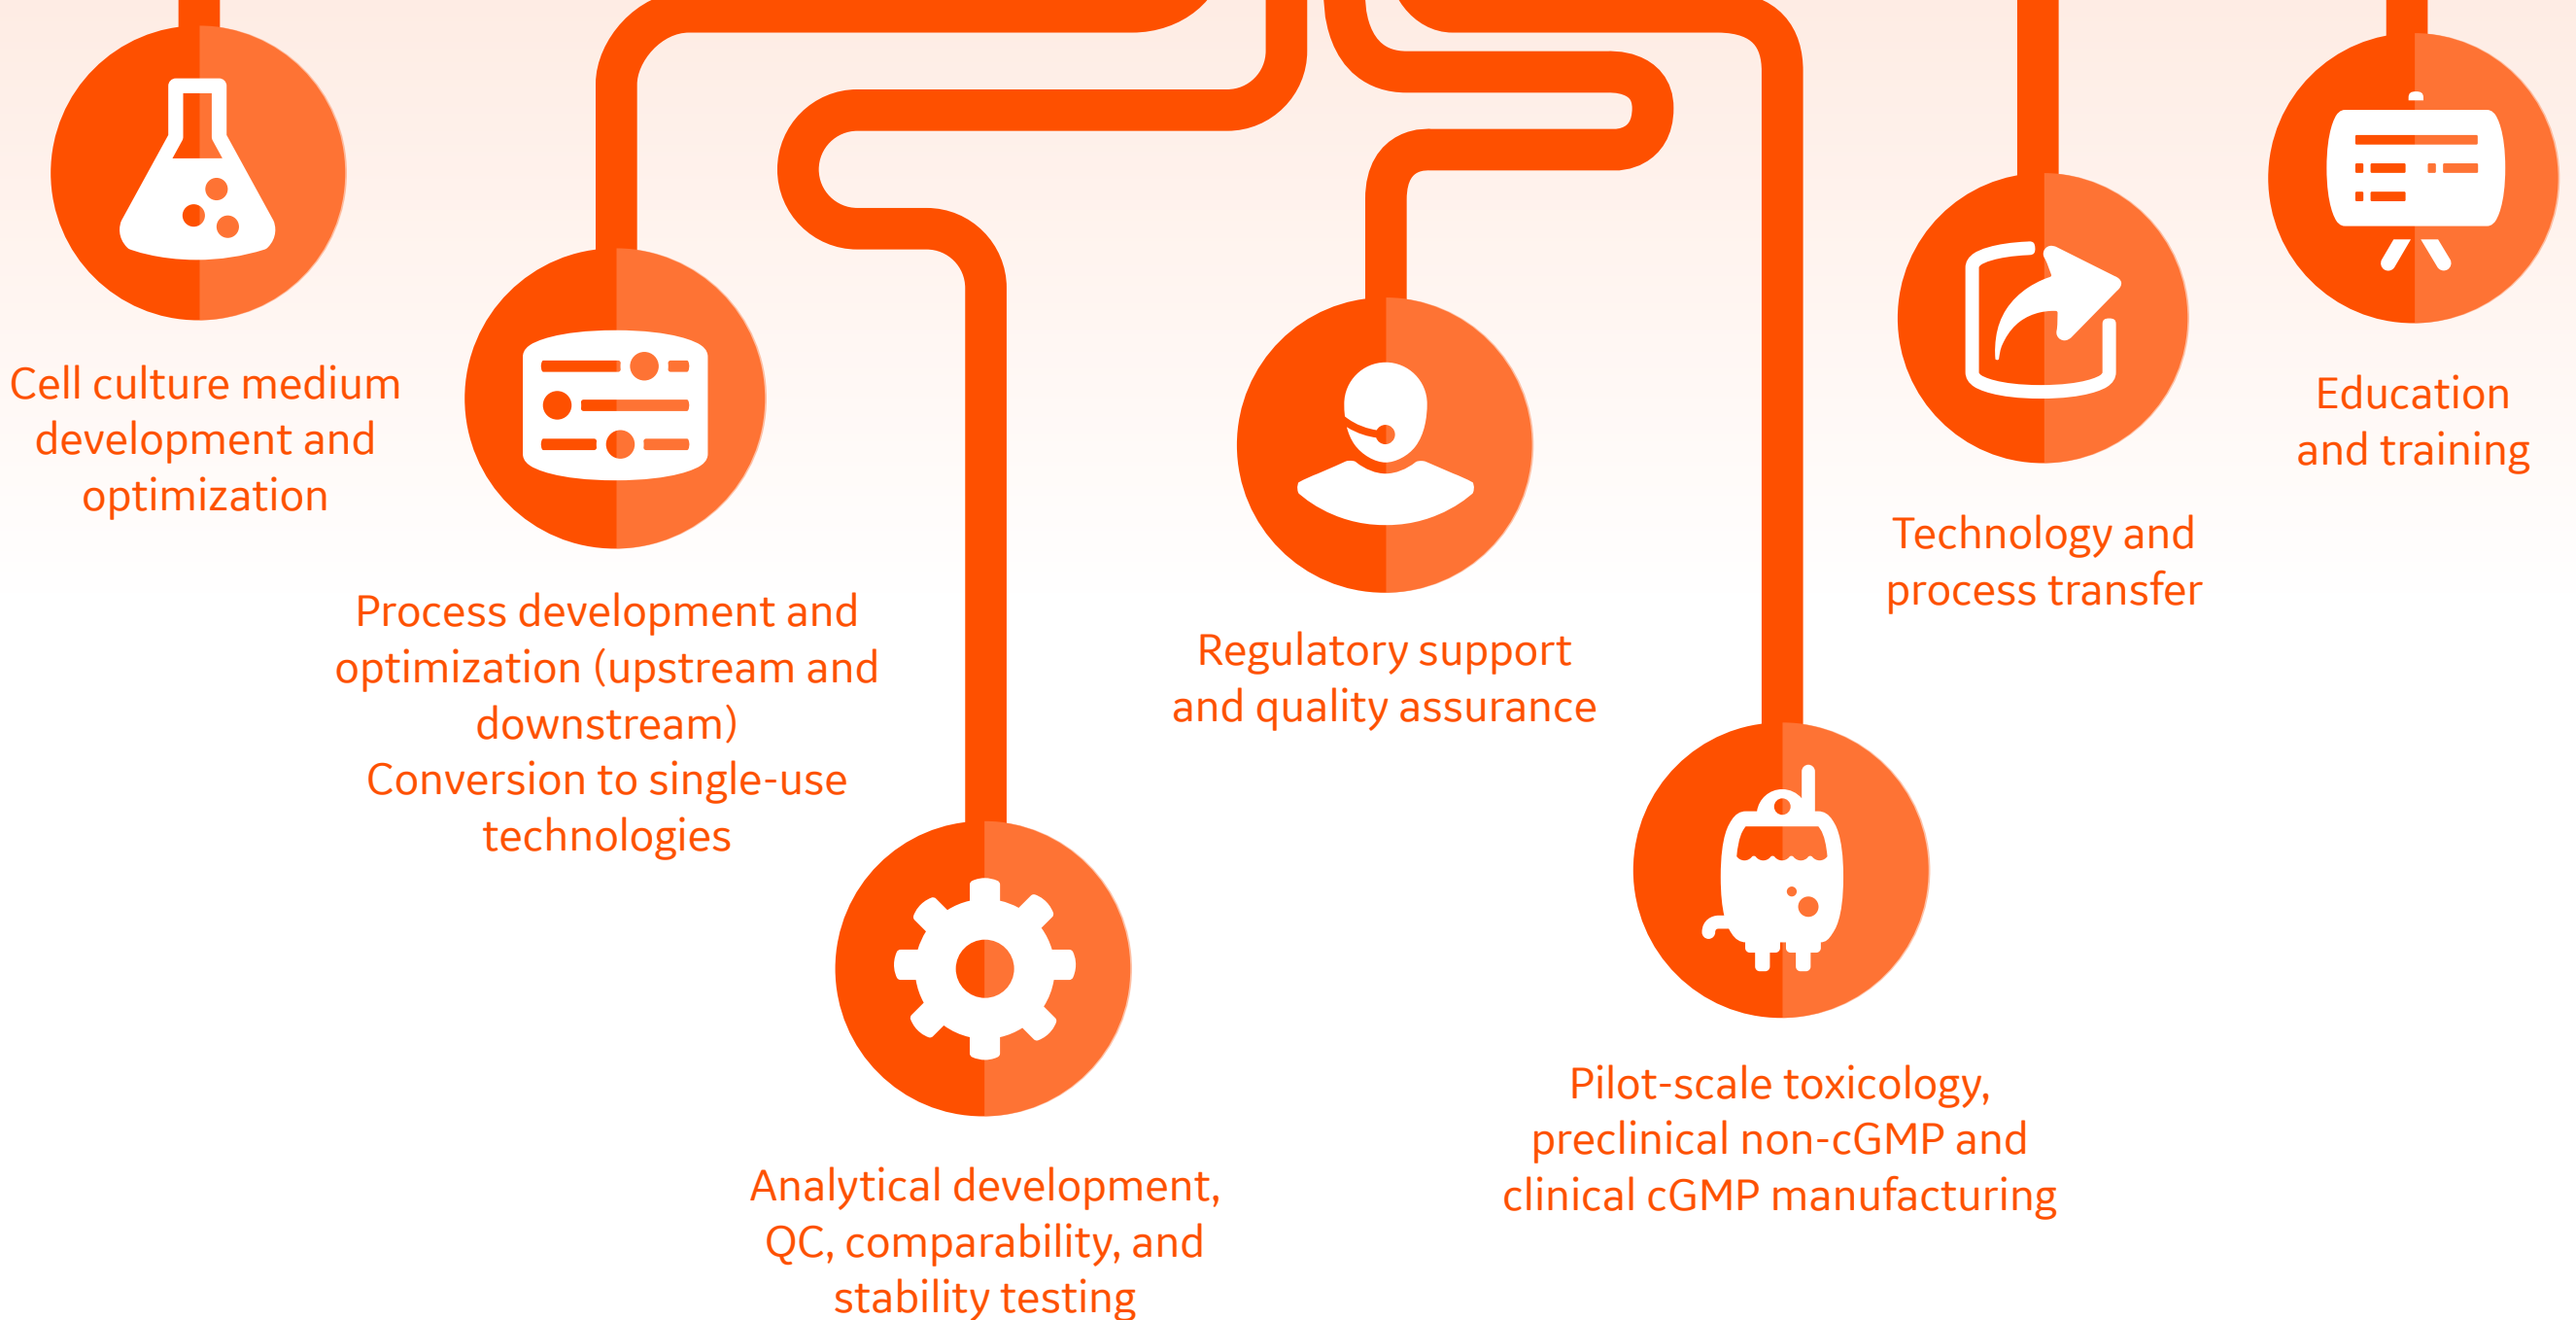 Cell culture medium
development and
optimization
Process development and
optimization (upstream and
downstream)
Conversion to single-use
technologies
Analytical development,
QC, comparability, and
stability testing
Regulatory support
and quality assurance
Pilot-scale toxicology,
preclinical non-cGMP and
clinical cGMP manufacturing
Technology and
process transfer
Education
and training